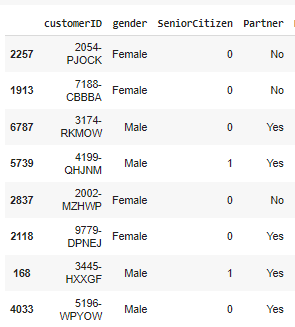 customerID gender SeniorCitizen Partner
2257 2054-PJOCK Female 0 No
1913 7188-CBBBA Female 0 No
6787 3174-RKMOW Male 0 Yes
5739 4199-QHJNM Male 1 Yes
2837 2002-MZHWP Female 0 No
2118 9779-DPNEJ Female 0 Yes
168 3445-HXXGF Male 1 Yes
4033 5196-WPYOW Male 0 Yes